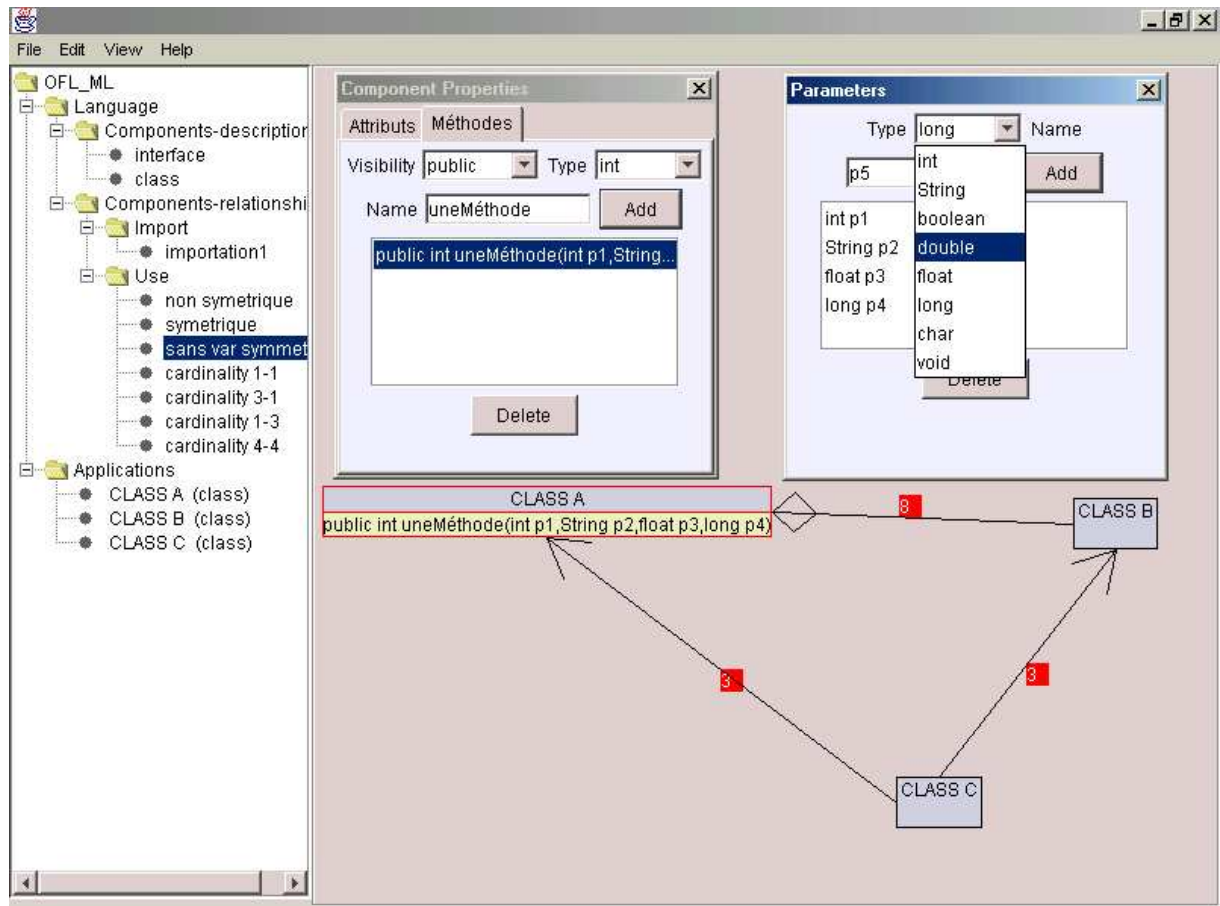 File Edit View Help
OFL_ML
Language
Components-description
interface
class
Components-relationshi
Import
importation1
Use
non symetrique
symetrique
sans var symmet
cardinality 1-1
cardinality 3-1
cardinality 1-3
cardinality 4-4
Applications
CLASS A (class)
CLASS B (class)
CLASS C (class)
Component Properties
Attributs Méthodes
Visibility public Type int
Name uneMéthode Add
public int uneMéthode(int p1,String...
Delete
Parameters
Type long Name
p5 Add
int p1
String p2
float p3
long p4
int
String
boolean
double
float
long
char
void
Delete
CLASS A
public int uneMéthode(int p1,String p2,float p3,long p4)
8
CLASS B
3
3
CLASS C